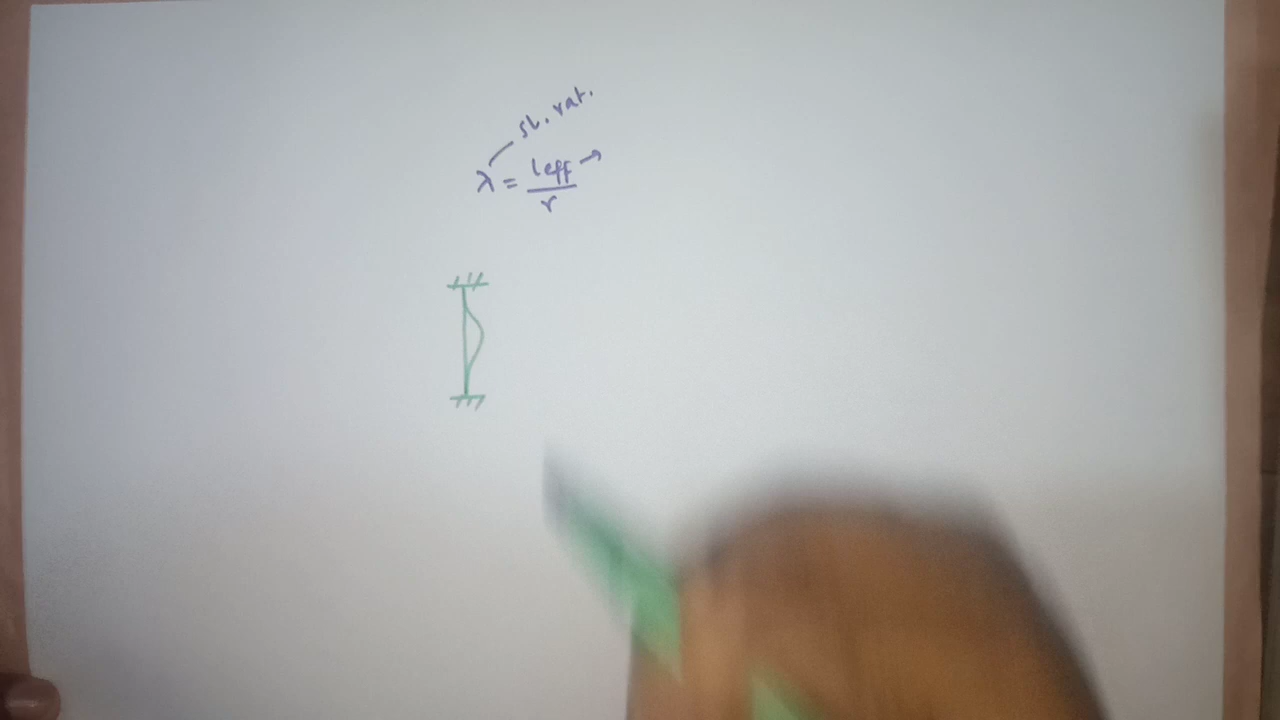 sl. rat.
λ = leff →
r